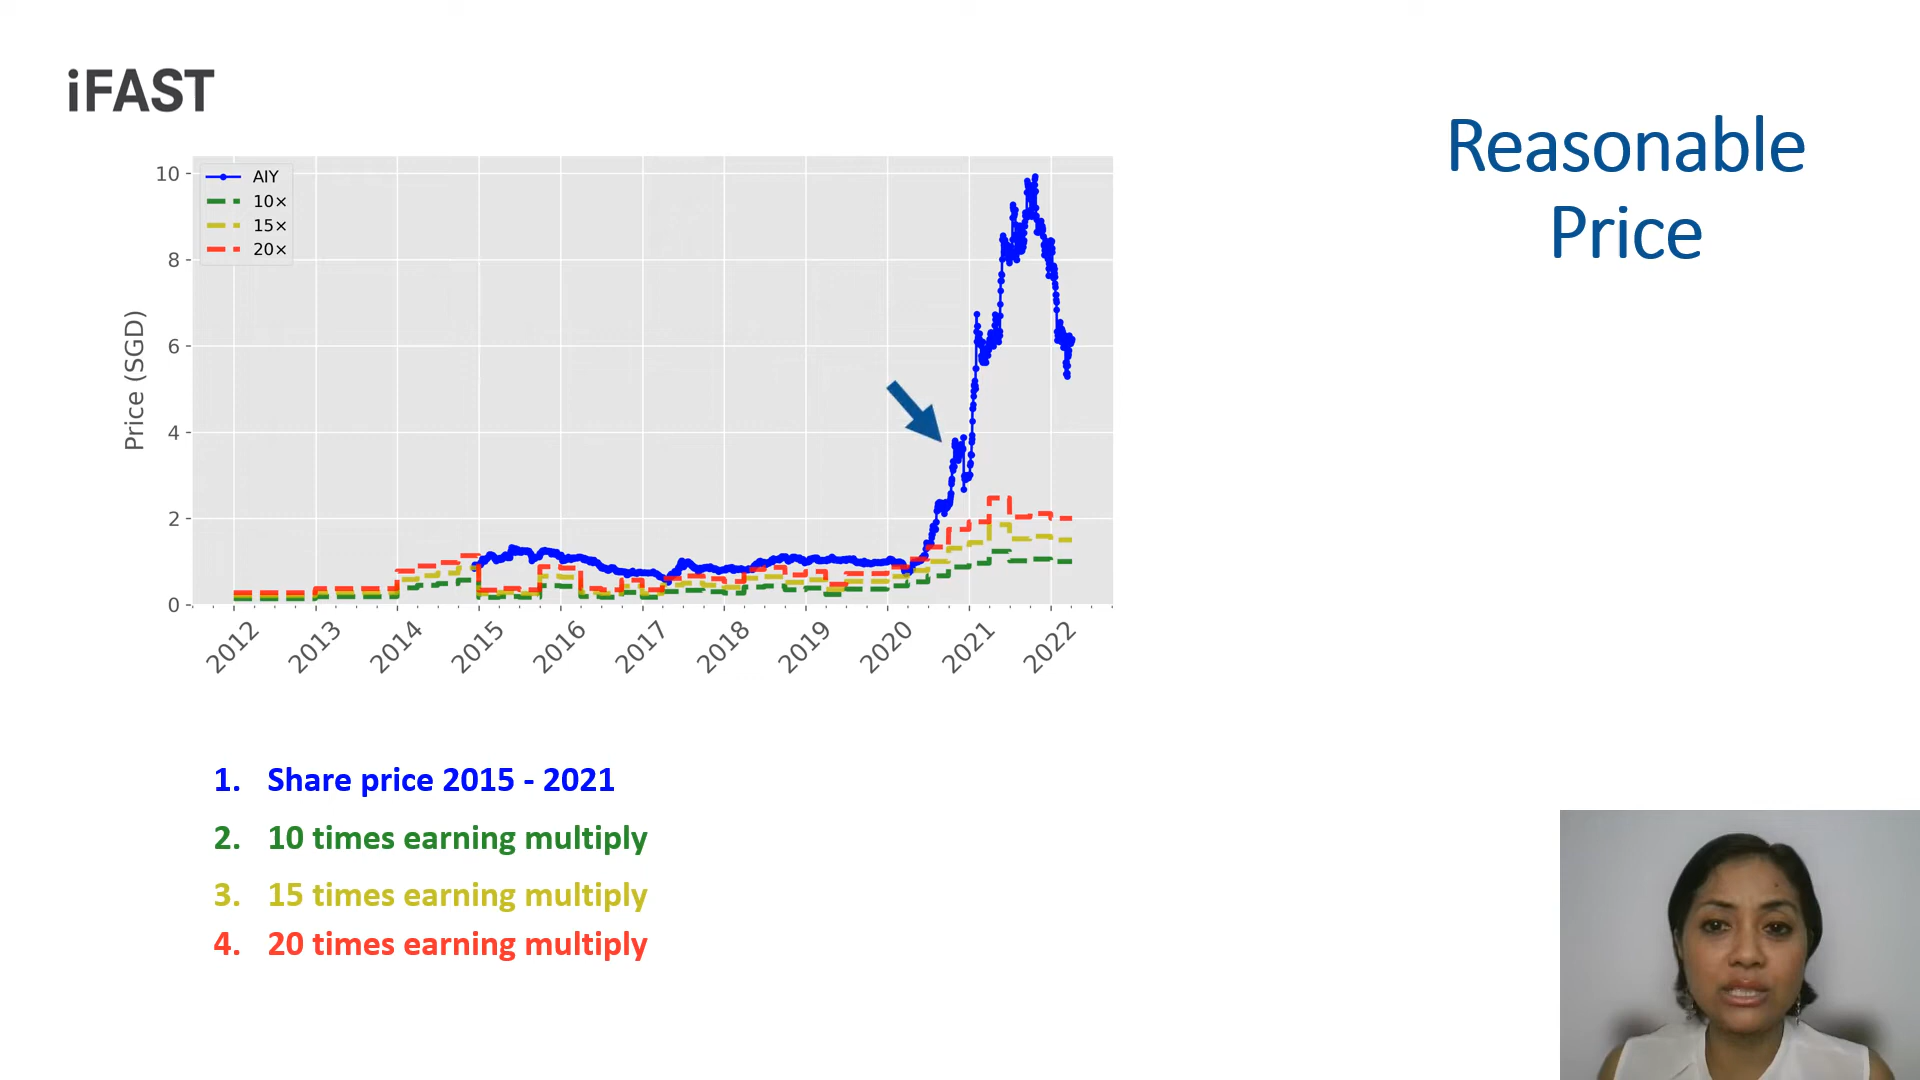 iFAST
Reasonable
Price
AIY
10×
15×
20×
Price (SGD)
10
8
6
4
2
0
2012
2013
2014
2015
2016
2017
2018
2019
2020
2021
2022
1. Share price 2015 - 2021
2. 10 times earning multiply
3. 15 times earning multiply
4. 20 times earning multiply